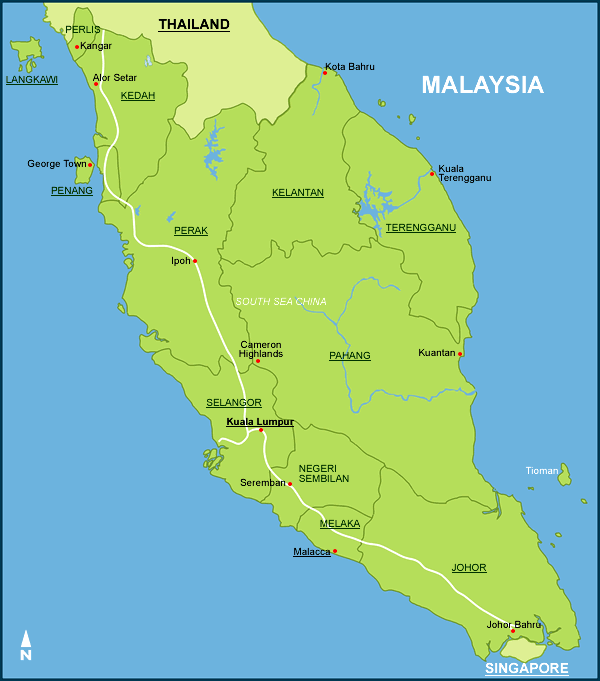 THAILAND
PERLIS
Kangar
LANGKAWI
Alor Setar
KEDAH
Kota Bahru
MALAYSIA
George Town
PENANG
Kuala
Terengganu
KELANTAN
TERENGGANU
PERAK
Ipoh
SOUTH SEA CHINA
Cameron
Highlands
PAHANG
Kuantan
SELANGOR
Kuala Lumpur
NEGERI
SEMBILAN
Seremban
Tioman
MELAKA
Malacca
JOHOR
Johor Bahru
N
SINGAPORE